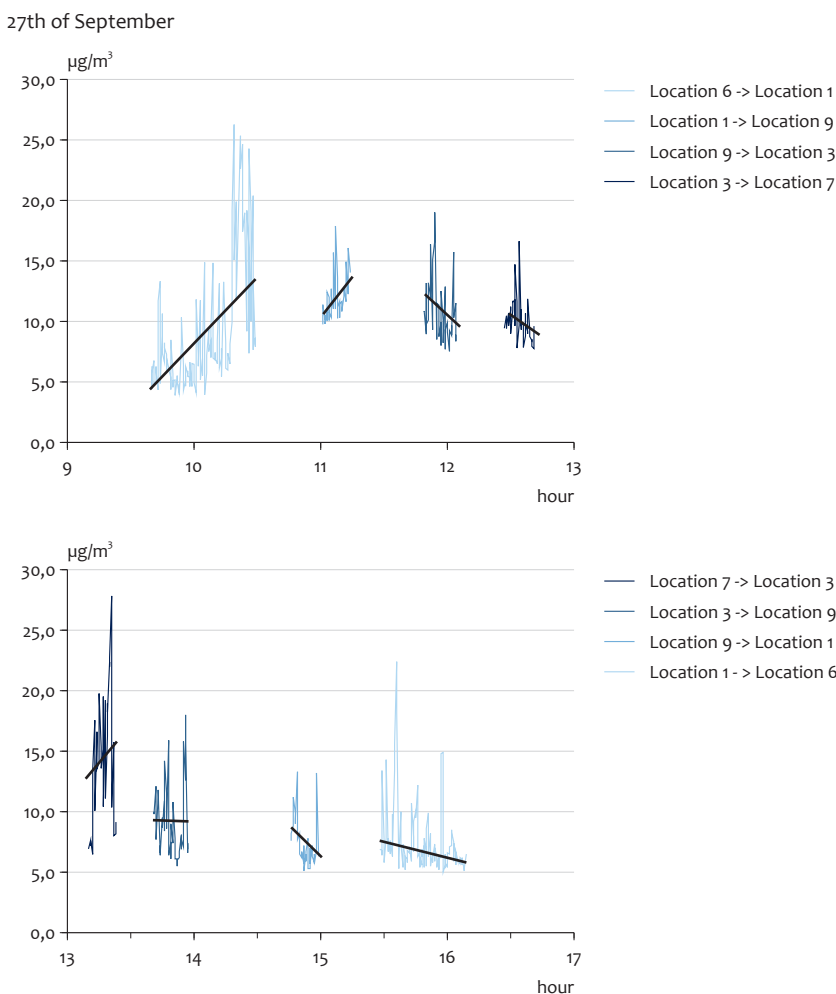 27th of September
µg/m³
30,0
25,0
20,0
15,0
10,0
5,0
0,0
9 10 11 12 13
hour
Location 6 -> Location 1
Location 1 -> Location 9
Location 9 -> Location 3
Location 3 -> Location 7
µg/m³
30,0
25,0
20,0
15,0
10,0
5,0
0,0
13 14 15 16 17
hour
Location 7 -> Location 3
Location 3 -> Location 9
Location 9 -> Location 1
Location 1 - > Location 6